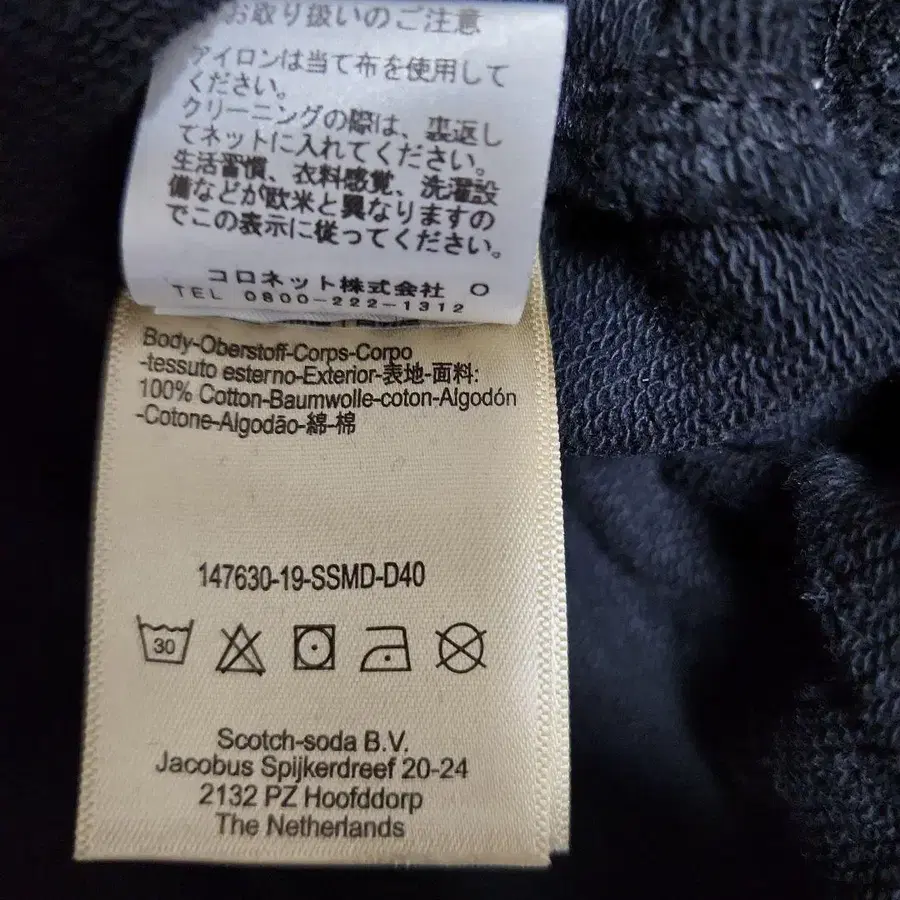 お取り扱いのご注意
アイロンは当て布を使用して
ください。
クリーニングの際は、裏返し
てネットに入れてください。
生活習慣、衣料感覚、洗濯設
備などが欧米と異なりますの
でこの表示に従ってください。
コロネット株式会社 O
TEL 0800-222-1312
Body-Oberstoff-Corps-Corpo
-tessuto esterno-Exterior-表地-面料:
100% Cotton-Baumwolle-coton-Algodón
-Cotone-Algodão-綿-棉
147630-19-SSMD-D40
30
Scotch-soda B.V.
Jacobus Spijkerdreef 20-24
2132 PZ Hoofddorp
The Netherlands